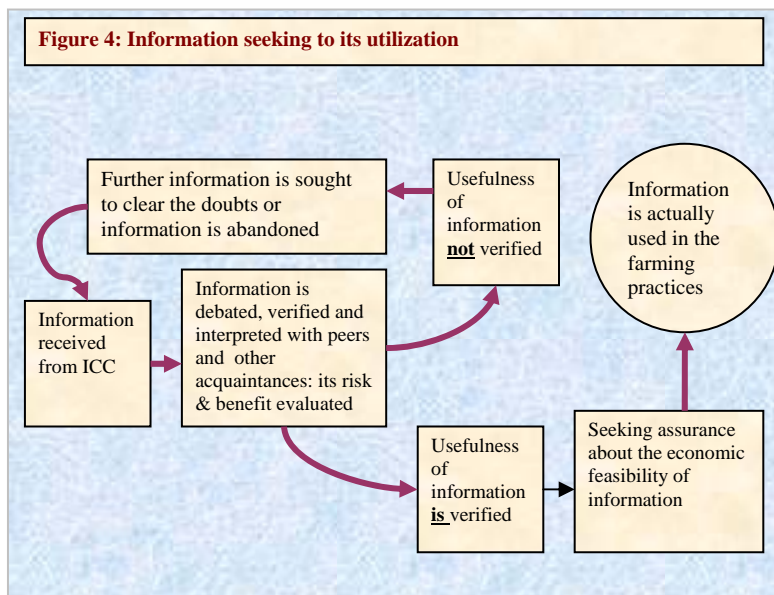 Figure 4: Information seeking to its utilization
Further information is sought
to clear the doubts or
information is abandoned
Usefulness
of
information
not verified
Information
is actually
used in the
farming
practices
Information
received
from ICC
Information is
debated, verified and
interpreted with peers
and other
acquaintances: its risk
& benefit evaluated
Usefulness
of
information
is verified
Seeking assurance
about the economic
feasibility of
information